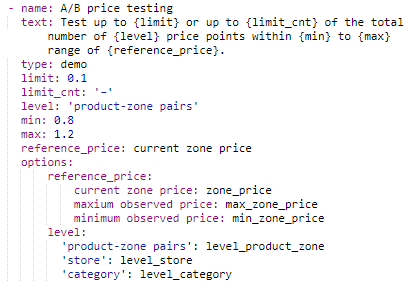 - name: A/B price testing
text: Test up to {limit} or up to {limit_cnt} of the total
number of {level} price points within {min} to {max}
range of {reference_price}.
type: demo
limit: 0.1
limit_cnt: '-'
level: 'product-zone pairs'
min: 0.8
max: 1.2
reference_price: current zone price
options:
reference_price:
current zone price: zone_price
maxium observed price: max_zone_price
minimum observed price: min_zone_price
level:
'product-zone pairs': level_product_zone
'store': level_store
'category': level_category